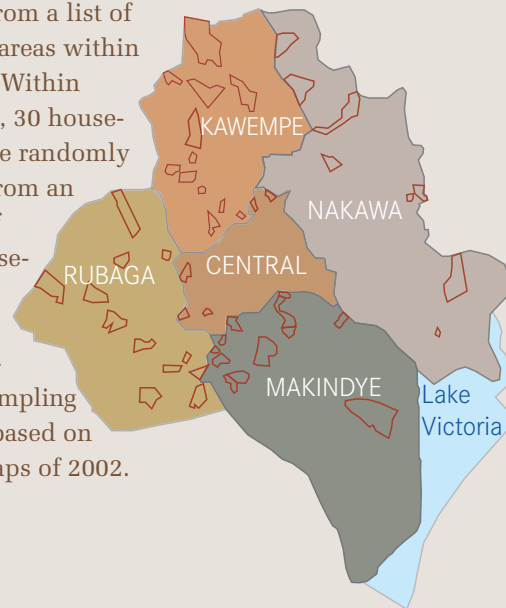 rom a list of
areas within
Within
, 30 house-
e randomly
rom an
se-
mpling
based on
aps of 2002.
KAWEMPE
NAKAWA
CENTRAL
RUBAGA
MAKINDYE
Lake
Victoria